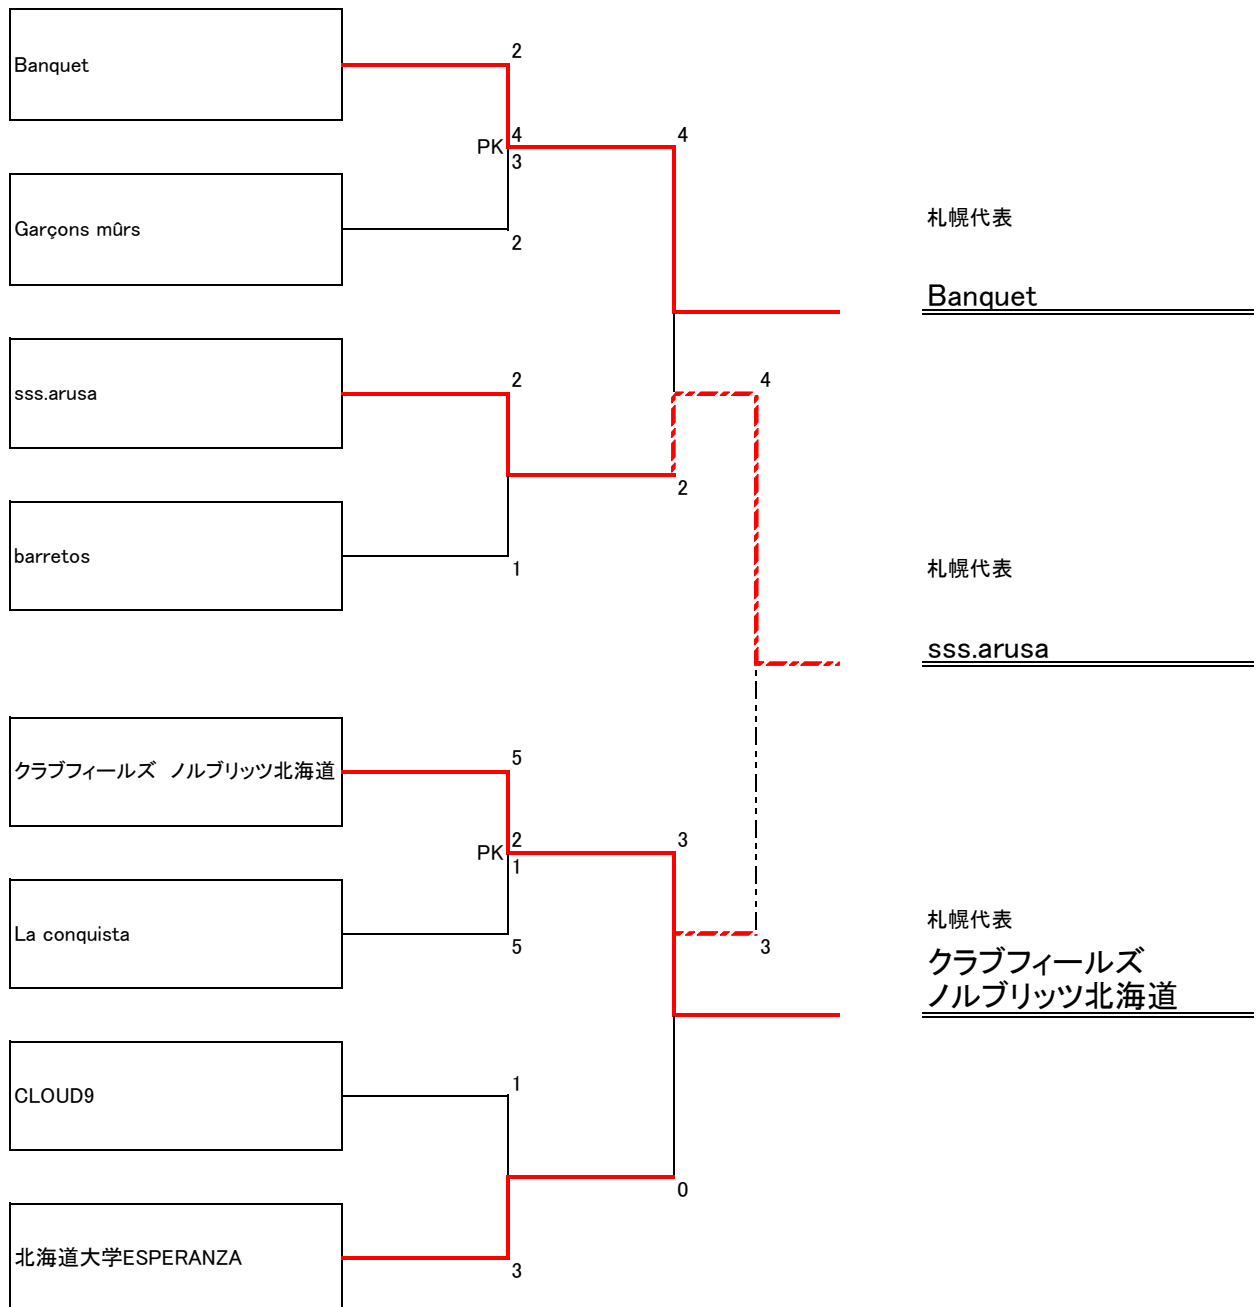 Banquet
2
PK
4
3
4
Garçons mûrs
2
札幌代表
Banquet
sss.arusa
2
4
2
barretos
1
札幌代表
sss.arusa
クラブフィールズ　ノルブリッツ北海道
5
PK
2
1
3
La conquista
5
3
札幌代表
クラブフィールズ
ノルブリッツ北海道
CLOUD9
1
0
北海道大学ESPERANZA
3